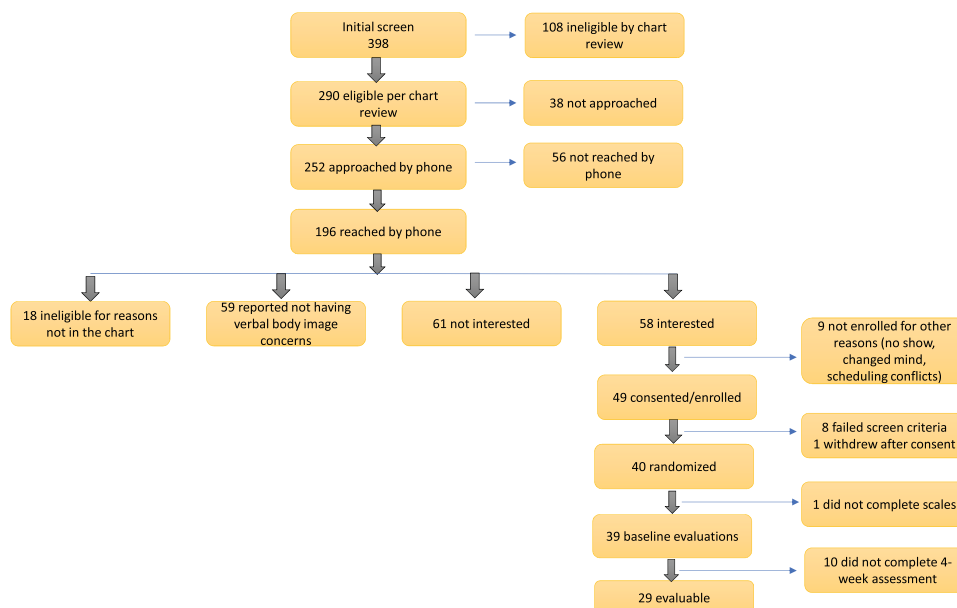 Initial screen
398
108 ineligible by chart
review
290 eligible per chart
review
38 not approached
252 approached by phone
56 not reached by
phone
196 reached by phone
18 ineligible for reasons
not in the chart
59 reported not having
verbal body image
concerns
61 not interested
58 interested
9 not enrolled for other
reasons (no show,
changed mind,
scheduling conflicts)
49 consented/enrolled
8 failed screen criteria
1 withdrew after consent
40 randomized
1 did not complete scales
39 baseline evaluations
10 did not complete 4-
week assessment
29 evaluable